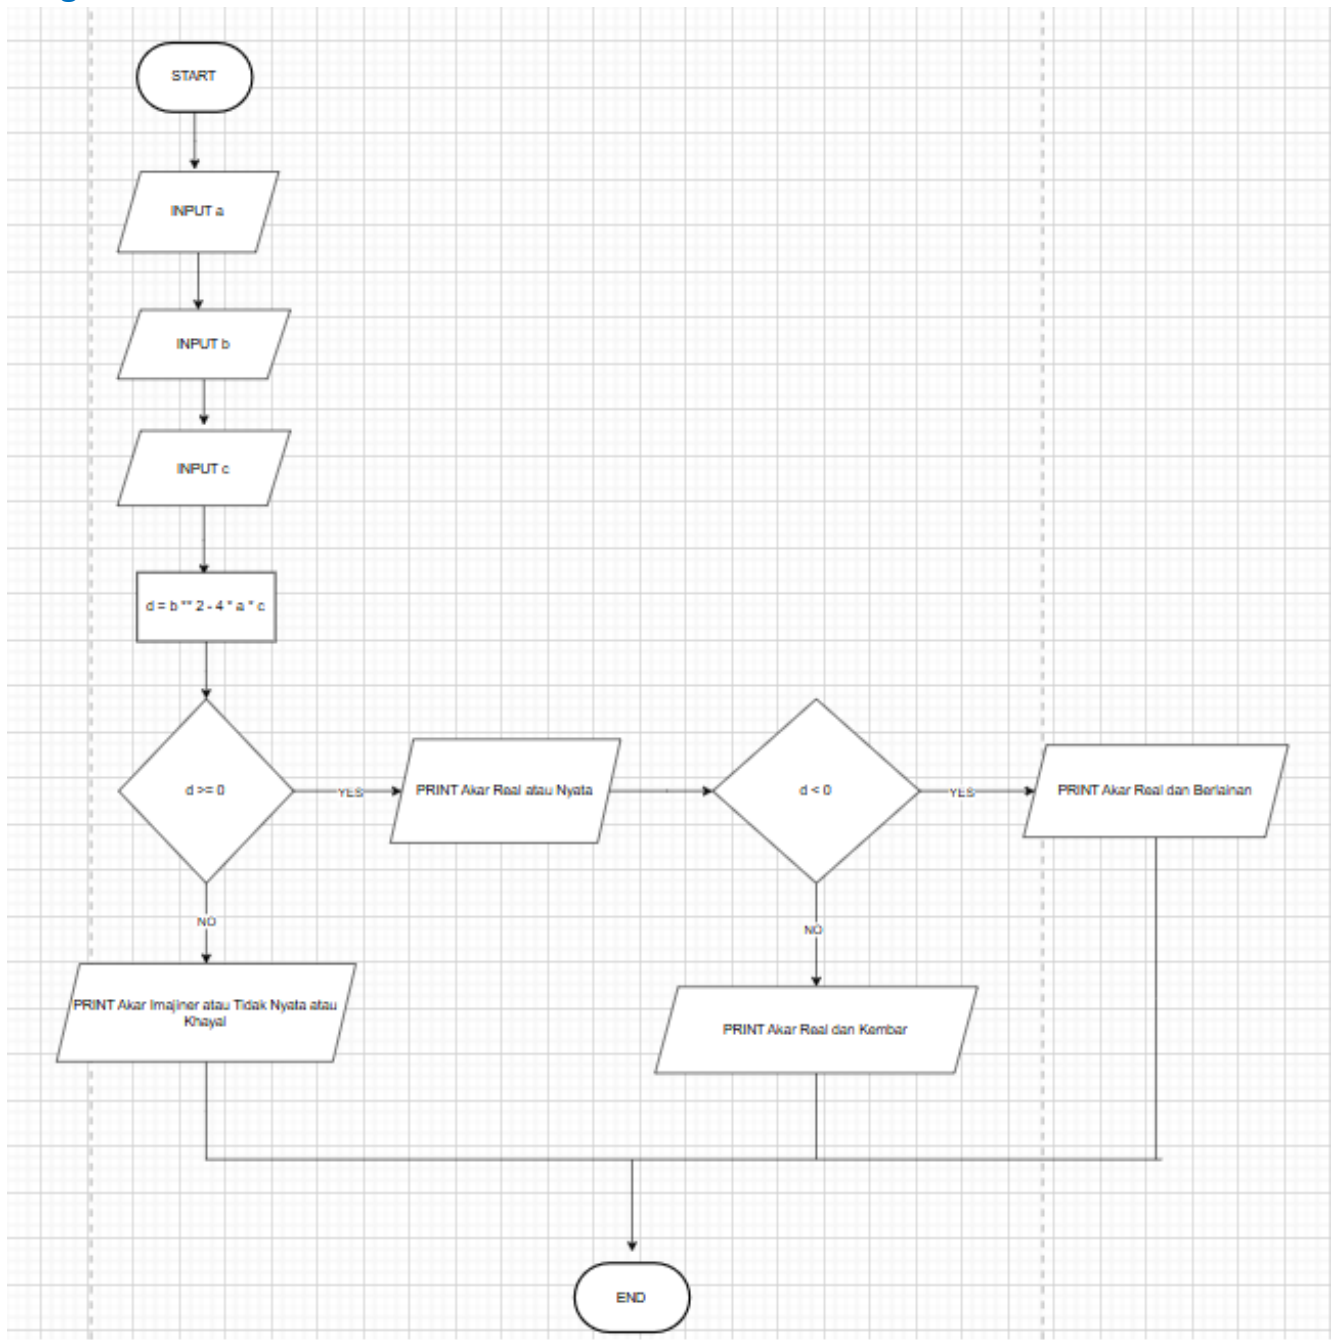 START
INPUT a
INPUT b
INPUT c
d = b ** 2 - 4 * a * c
d >= 0
YES
PRINT Akar Real atau Nyata
d < 0
YES
PRINT Akar Real dan Berlainan
NO
NO
PRINT Akar Imajiner atau Tidak Nyata atau
Khayal
PRINT Akar Real dan Kembar
END